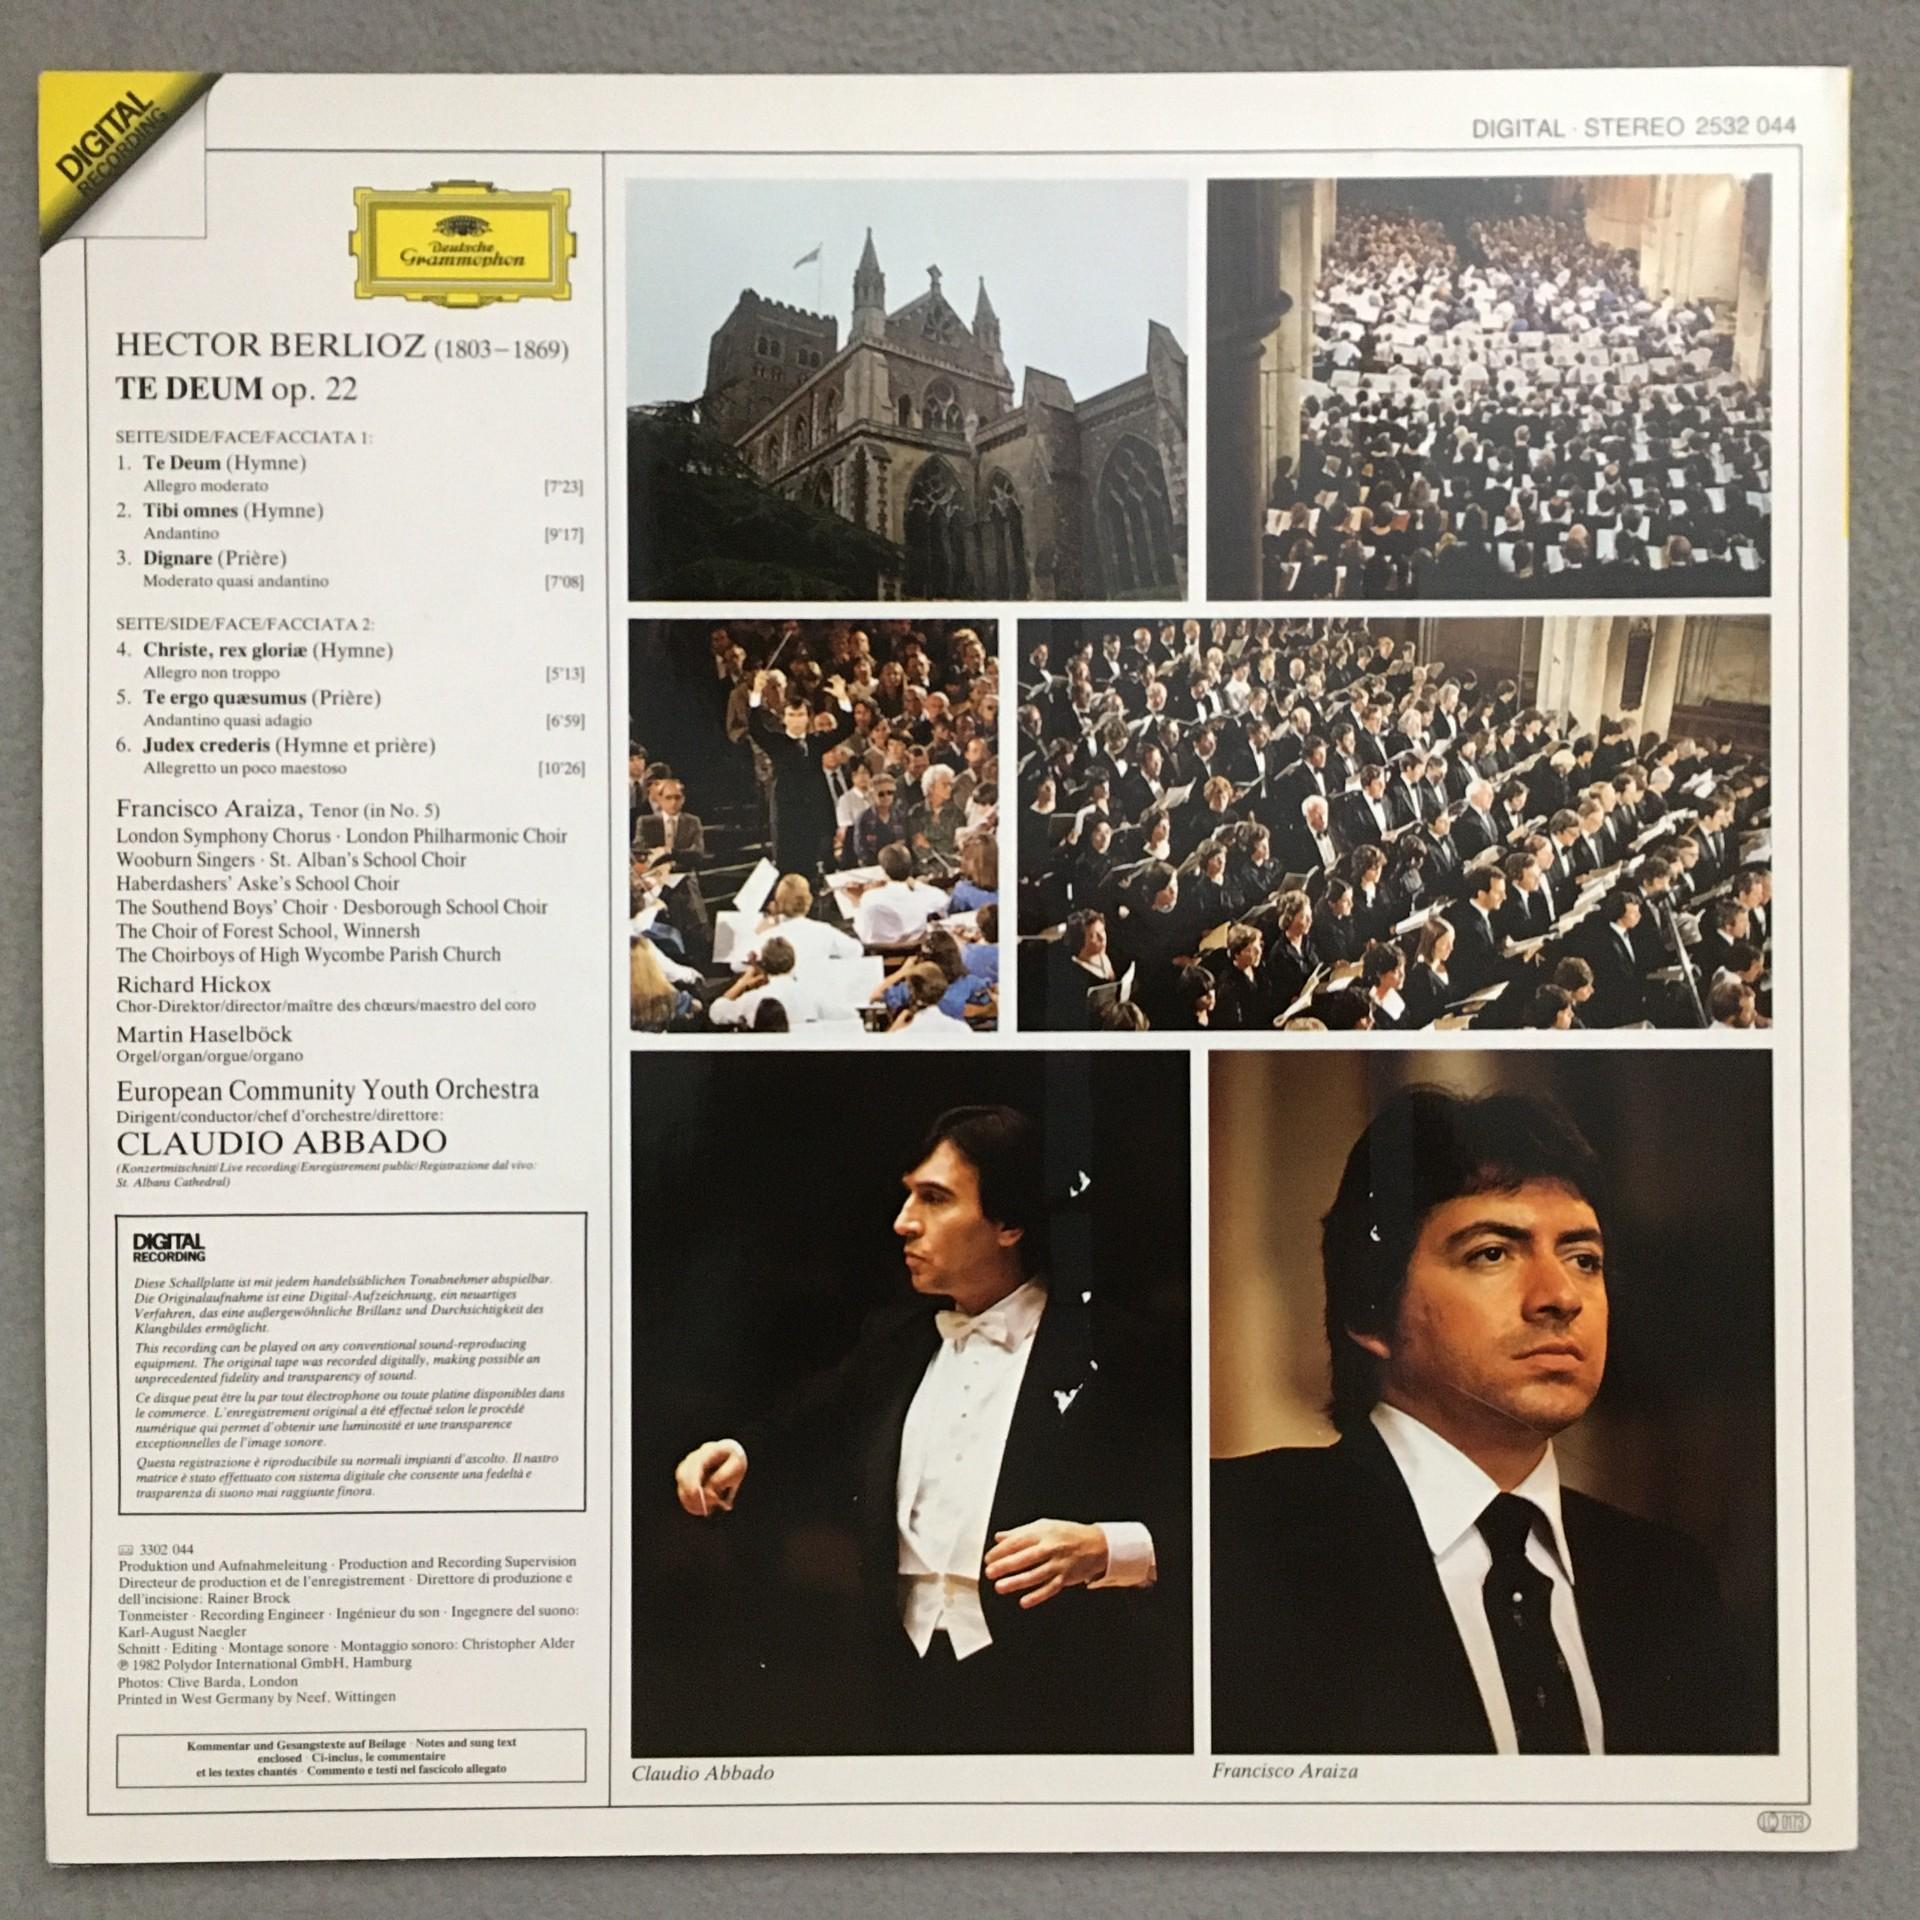 DIGITAL
RECORDING
DIGITAL · STEREO 2532 044
Deutsche
Grammophon
HECTOR BERLIOZ (1803–1869)
TE DEUM op. 22
SEITE/SIDE/FACE/FACCIATA 1:
1. Te Deum (Hymne)
Allegro moderato [7'23]
2. Tibi omnes (Hymne)
Andantino [9'17]
3. Dignare (Prière)
Moderato quasi andantino [7'08]
SEITE/SIDE/FACE/FACCIATA 2:
4. Christe, rex gloriæ (Hymne)
Allegro non troppo [5'13]
5. Te ergo quæsumus (Prière)
Andantino quasi adagio [6'59]
6. Judex crederis (Hymne et prière)
Allegretto un poco maestoso [10'26]
Francisco Araiza, Tenor (in No. 5)
London Symphony Chorus · London Philharmonic Choir
Wooburn Singers · St. Alban's School Choir
Haberdashers' Aske's School Choir
The Southend Boys' Choir · Desborough School Choir
The Choir of Forest School, Winnersh
The Choirboys of High Wycombe Parish Church
Richard Hickox
Chor-Direktor/director/maître des chœurs/maestro del coro
Martin Haselböck
Orgel/organ/orgue/organo
European Community Youth Orchestra
Dirigent/conductor/chef d'orchestre/direttore:
CLAUDIO ABBADO
(Konzertmitschnitt/Live recording/Enregistrement public/Registrazione dal vivo:
St. Albans Cathedral)
DIGITAL
RECORDING
Diese Schallplatte ist mit jedem handelsüblichen Tonabnehmer abspielbar.
Die Originalaufnahme ist eine Digital-Aufzeichnung, ein neuartiges
Verfahren, das eine außergewöhnliche Brillanz und Durchsichtigkeit des
Klangbildes ermöglicht.
This recording can be played on any conventional sound-reproducing
equipment. The original tape was recorded digitally, making possible an
unprecedented fidelity and transparency of sound.
Ce disque peut être lu par tout électrophone ou toute platine disponibles dans
le commerce. L'enregistrement original a été effectué selon le procédé
numérique qui permet d'obtenir une luminosité et une transparence
exceptionnelles de l'image sonore.
Questa registrazione è riproducibile su normali impianti d'ascolto. Il nastro
matrice è stato effettuato con sistema digitale che consente una fedeltà e
trasparenza di suono mai raggiunte finora.
3302 044
Produktion und Aufnahmeleitung · Production and Recording Supervision
Directeur de production et de l'enregistrement · Direttore di produzione e
dell'incisione: Rainer Brock
Tonmeister · Recording Engineer · Ingénieur du son · Ingegnere del suono:
Karl-August Naegler
Schnitt · Editing · Montage sonore · Montaggio sonoro: Christopher Alder
℗ 1982 Polydor International GmbH, Hamburg
Photos: Clive Barda, London
Printed in West Germany by Neef, Wittingen
Kommentar und Gesangstexte auf Beilage · Notes and sung text
enclosed · Ci-inclus, le commentaire
et les textes chantés · Commento e testi nel fascicolo allegato
Claudio Abbado
Francisco Araiza
LC 0173